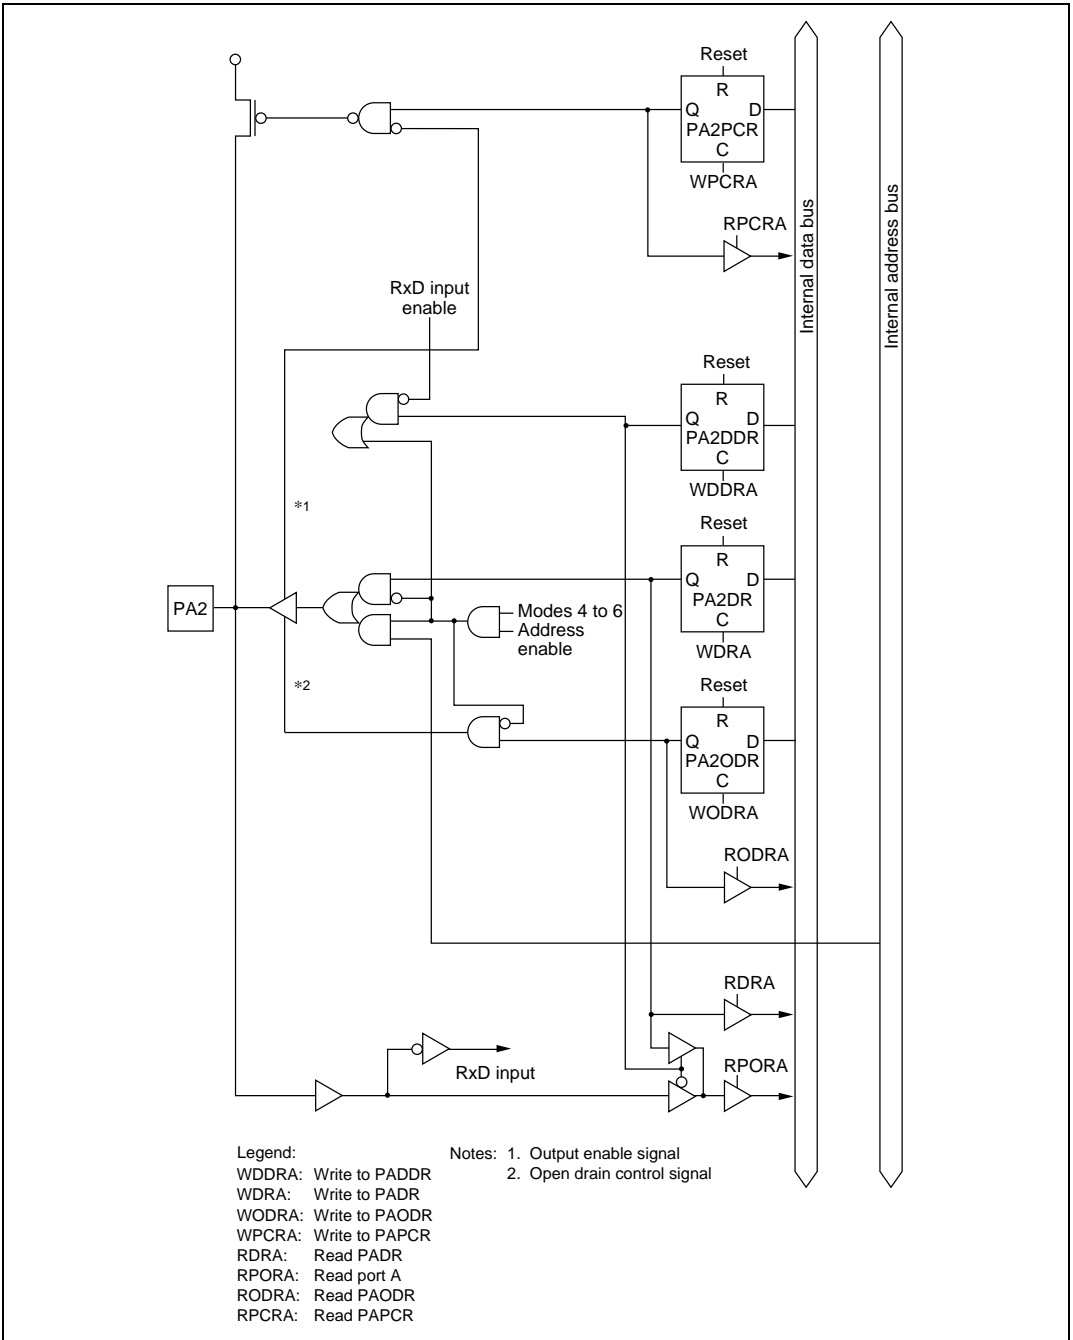 Reset
R
Q D
PA2PCR
C
WPCRA
RPCRA
Internal data bus
Internal address bus
RxD input
enable
Reset
R
Q D
PA2DDR
C
WDDRA
*1
Reset
R
Q D
PA2DR
C
WDRA
PA2
Modes 4 to 6
Address
enable
*2
Reset
R
Q D
PA2ODR
C
WODRA
RODRA
RDRA
RxD input
RPORA
Legend:
WDDRA: Write to PADDR
WDRA: Write to PADR
WODRA: Write to PAODR
WPCRA: Write to PAPCR
RDRA: Read PADR
RPORA: Read port A
RODRA: Read PAODR
RPCRA: Read PAPCR
Notes: 1. Output enable signal
2. Open drain control signal